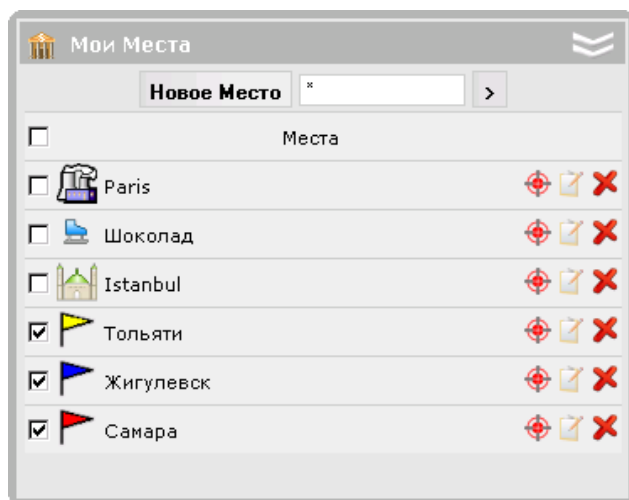 Мои Места
Новое Место * >
Места
Paris
Шоколад
Istanbul
Тольяти
Жигулевск
Самара